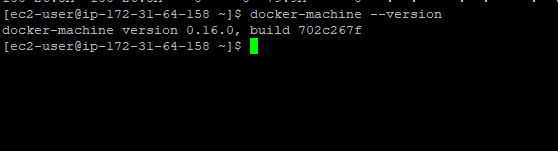 [ec2-user@ip-172-31-64-158 ~]$ docker-machine --version
docker-machine version 0.16.0, build 702c267f
[ec2-user@ip-172-31-64-158 ~]$